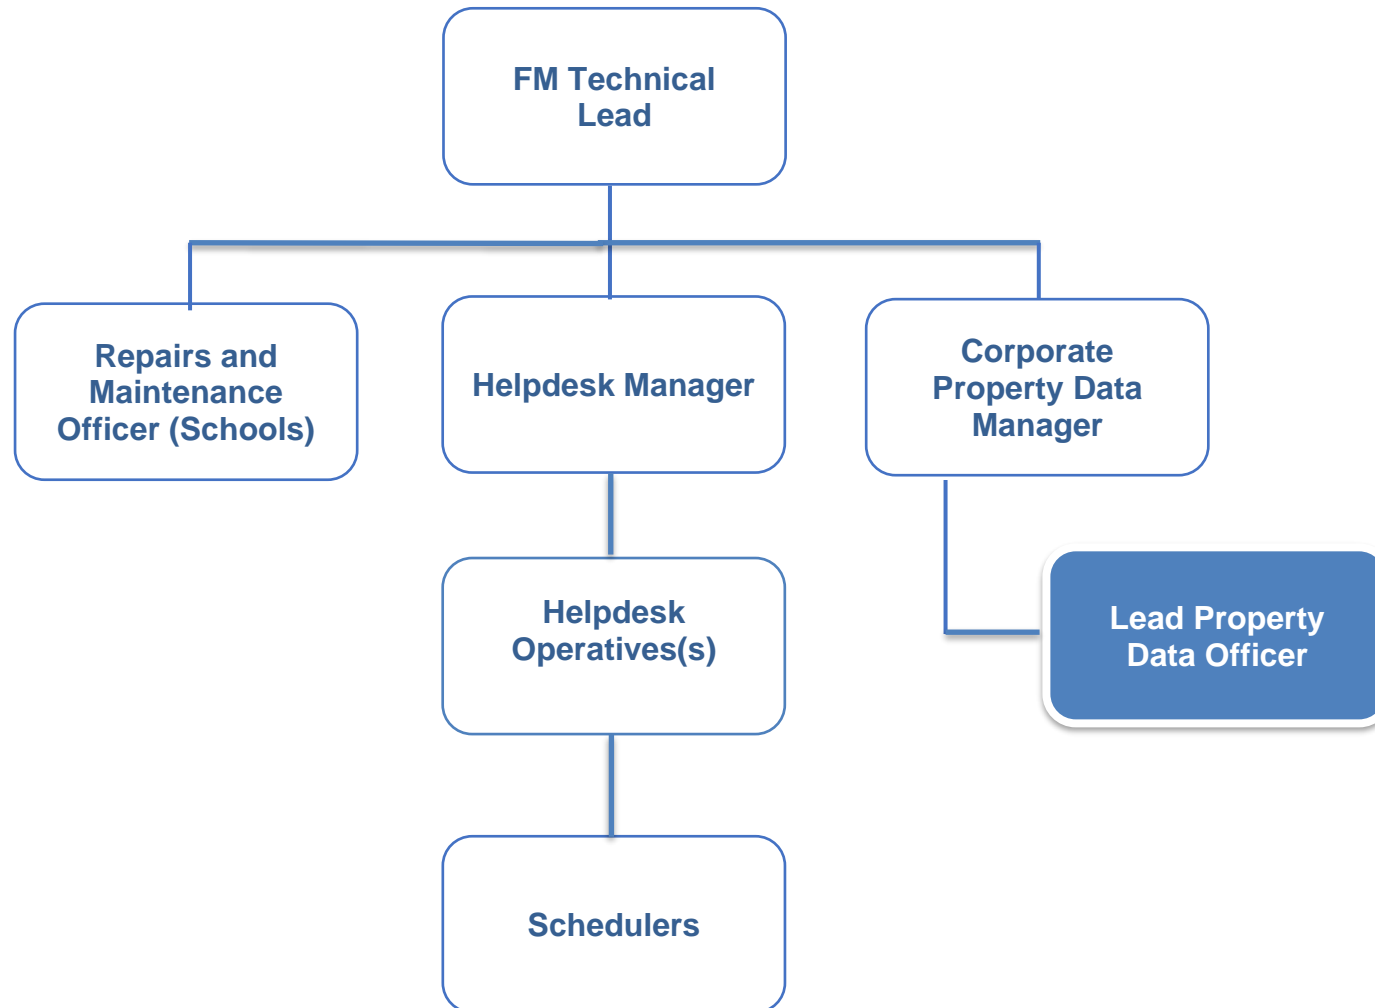 FM Technical
Lead
Repairs and
Maintenance
Officer (Schools)
Helpdesk Manager
Corporate
Property Data
Manager
Helpdesk
Operatives(s)
Lead Property
Data Officer
Schedulers